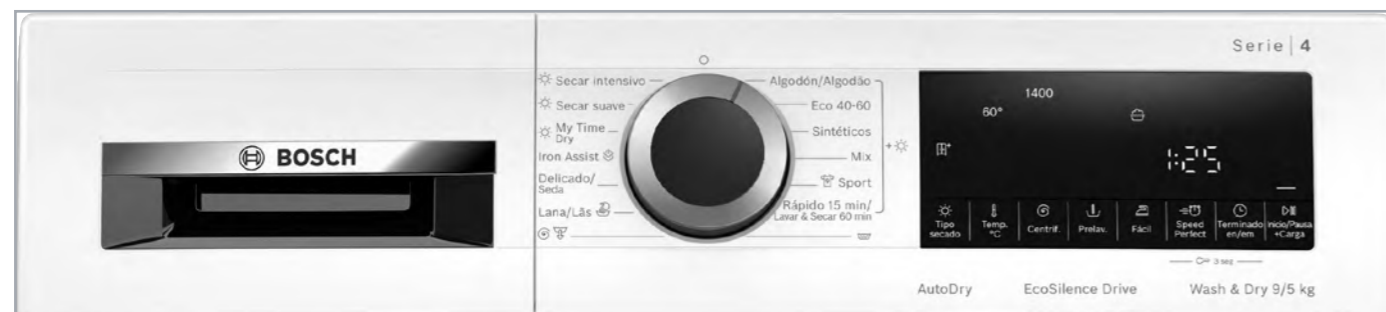 Serie | 4
BOSCH
Secar intensivo
Secar suave
My Time
Dry
Iron Assist
Delicado/
Seda
Lana/Lãs
Algodón/Algodão
Eco 40-60
Sintéticos
Mix
Sport
Rápido 15 min/
Lavar & Secar 60 min
+
1400
60°
1:25
Tipo
secado
Temp.
°C
Centrif.
Prelav.
Fácil
Speed
Perfect
Terminado
en/em
Inicio/Pausa
+Carga
3 seg
AutoDry
EcoSilence Drive
Wash & Dry 9/5 kg